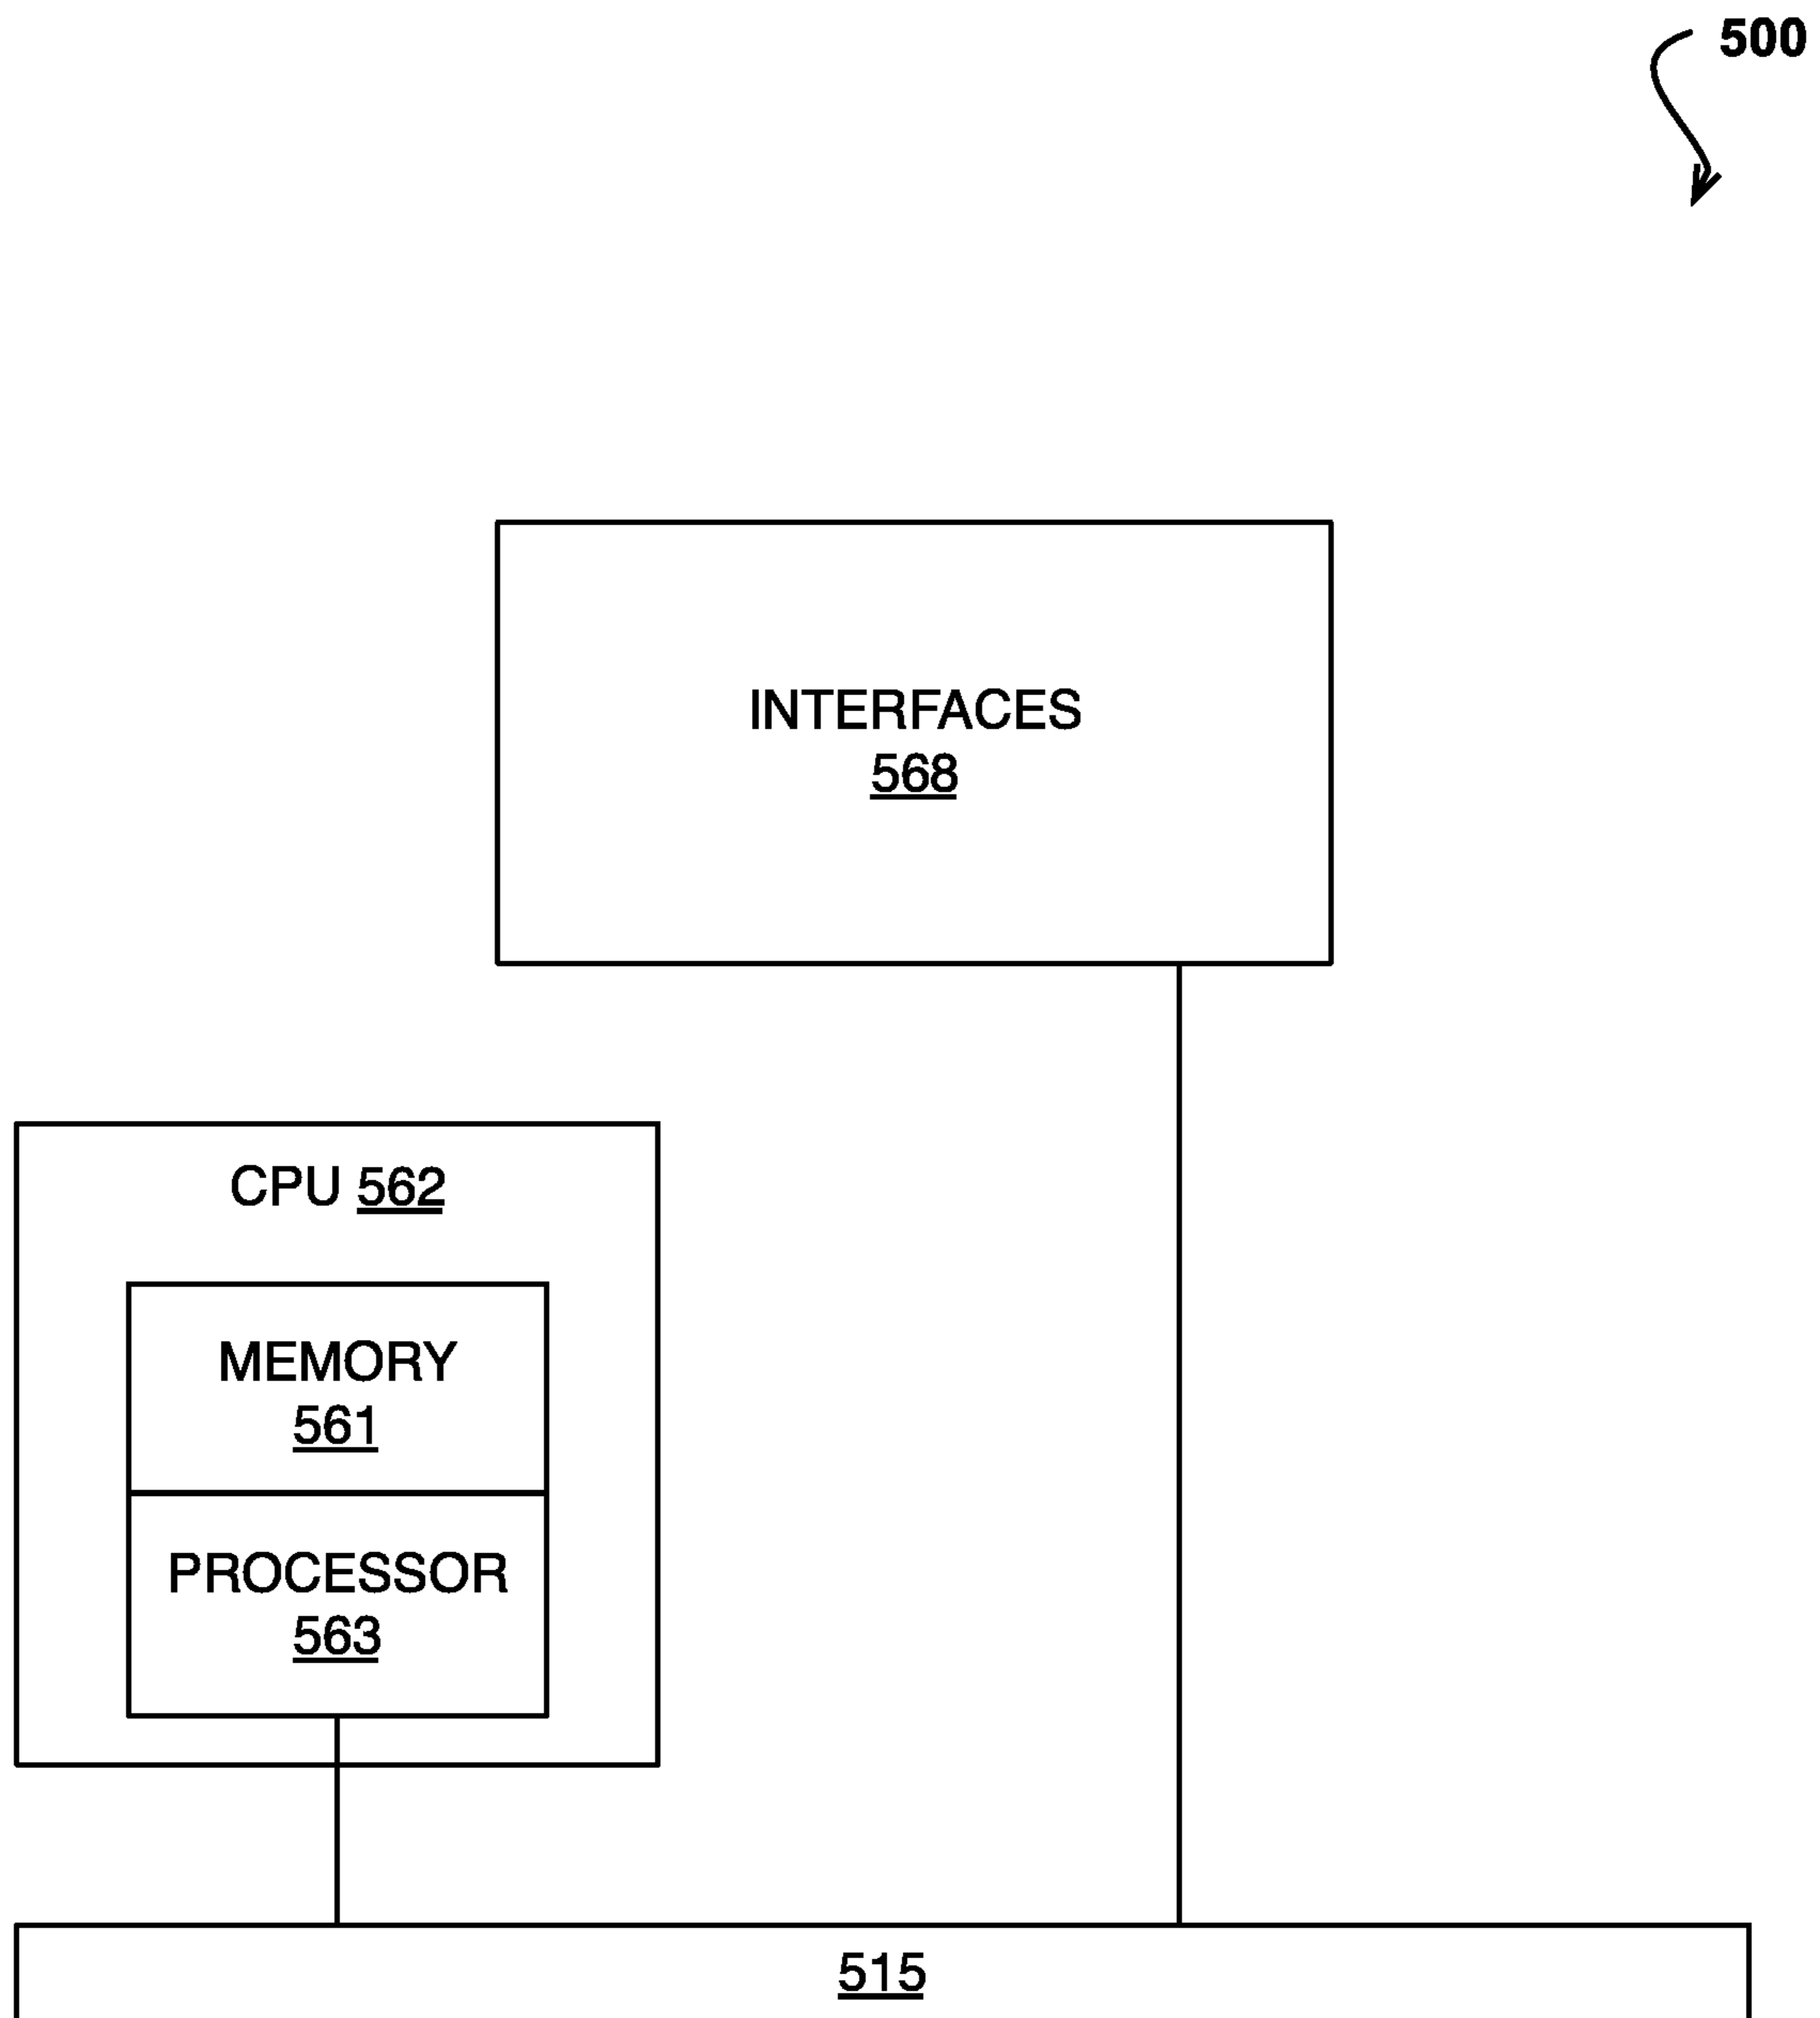 500
INTERFACES
568
CPU 562
MEMORY
561
PROCESSOR
563
515